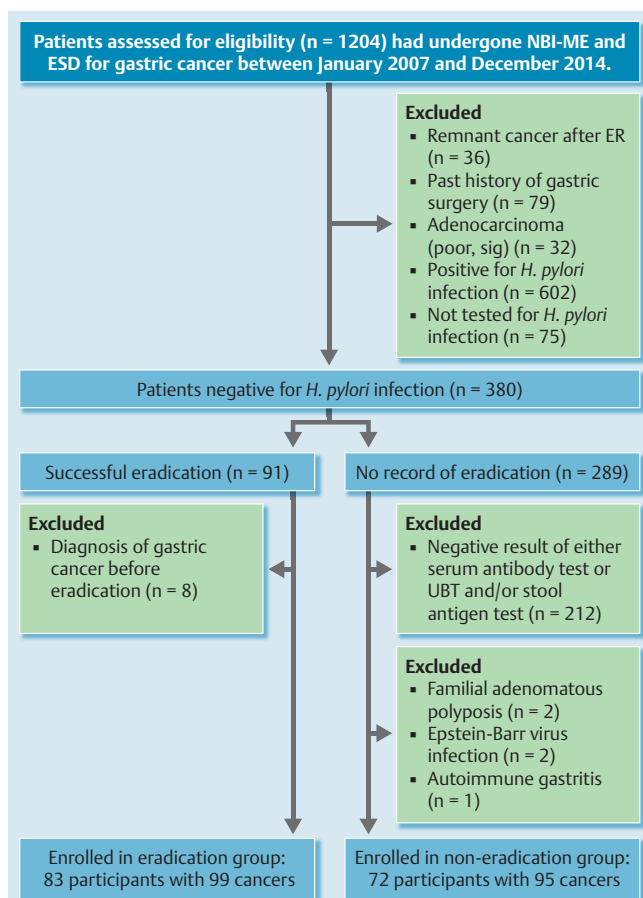 Patients assessed for eligibility (n = 1204) had undergone NBI-ME and
ESD for gastric cancer between January 2007 and December 2014.
Excluded
▪ Remnant cancer after ER
(n = 36)
▪ Past history of gastric
surgery (n = 79)
▪ Adenocarcinoma
(poor, sig) (n = 32)
▪ Positive for H. pylori
infection (n = 602)
▪ Not tested for H. pylori
infection (n = 75)
Patients negative for H. pylori infection (n = 380)
Successful eradication (n = 91)
No record of eradication (n = 289)
Excluded
▪ Diagnosis of gastric
cancer before
eradication (n = 8)
Excluded
▪ Negative result of either
serum antibody test or
UBT and/or stool
antigen test (n = 212)
Excluded
▪ Familial adenomatous
polyposis (n = 2)
▪ Epstein-Barr virus
infection (n = 2)
▪ Autoimmune gastritis
(n = 1)
Enrolled in eradication group:
83 participants with 99 cancers
Enrolled in non-eradication group:
72 participants with 95 cancers